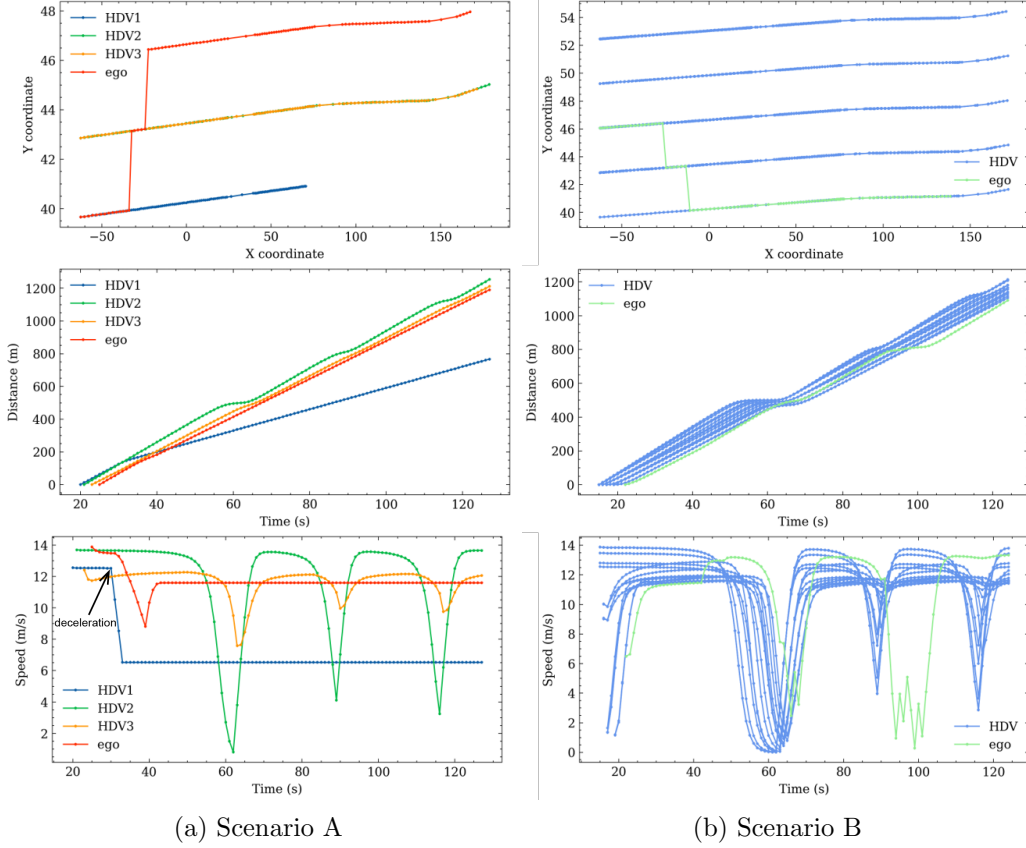 48
46
44
42
40
Y coordinate
HDV1
HDV2
HDV3
ego
−50
0
50
100
150
X coordinate
54
52
50
48
46
44
42
40
Y coordinate
HDV
ego
−50
0
50
100
150
X coordinate
1200
1000
800
600
400
200
0
Distance (m)
HDV1
HDV2
HDV3
ego
20
40
60
80
100
120
Time (s)
1200
1000
800
600
400
200
0
Distance (m)
HDV
ego
20
40
60
80
100
120
Time (s)
14
12
10
8
6
4
2
Speed (m/s)
deceleration
HDV1
HDV2
HDV3
ego
20
40
60
80
100
120
Time (s)
14
12
10
8
6
4
2
0
Speed (m/s)
HDV
ego
20
40
60
80
100
120
Time (s)
(a) Scenario A
(b) Scenario B